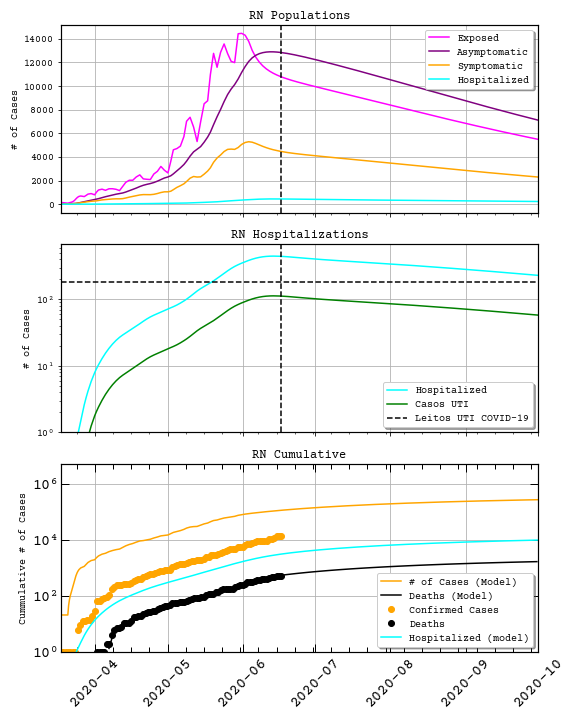 RN Populations
14000
12000
10000
8000
6000
4000
2000
0
# of Cases
Exposed
Asymptomatic
Symptomatic
Hospitalized
RN Hospitalizations
10²
10¹
10⁰
# of Cases
Hospitalized
Casos UTI
Leitos UTI COVID-19
RN Cumulative
10⁶
10⁴
10²
10⁰
Cummulative # of Cases
# of Cases (Model)
Deaths (Model)
Confirmed Cases
Deaths
Hospitalized (model)
2020-04
2020-05
2020-06
2020-07
2020-08
2020-09
2020-10